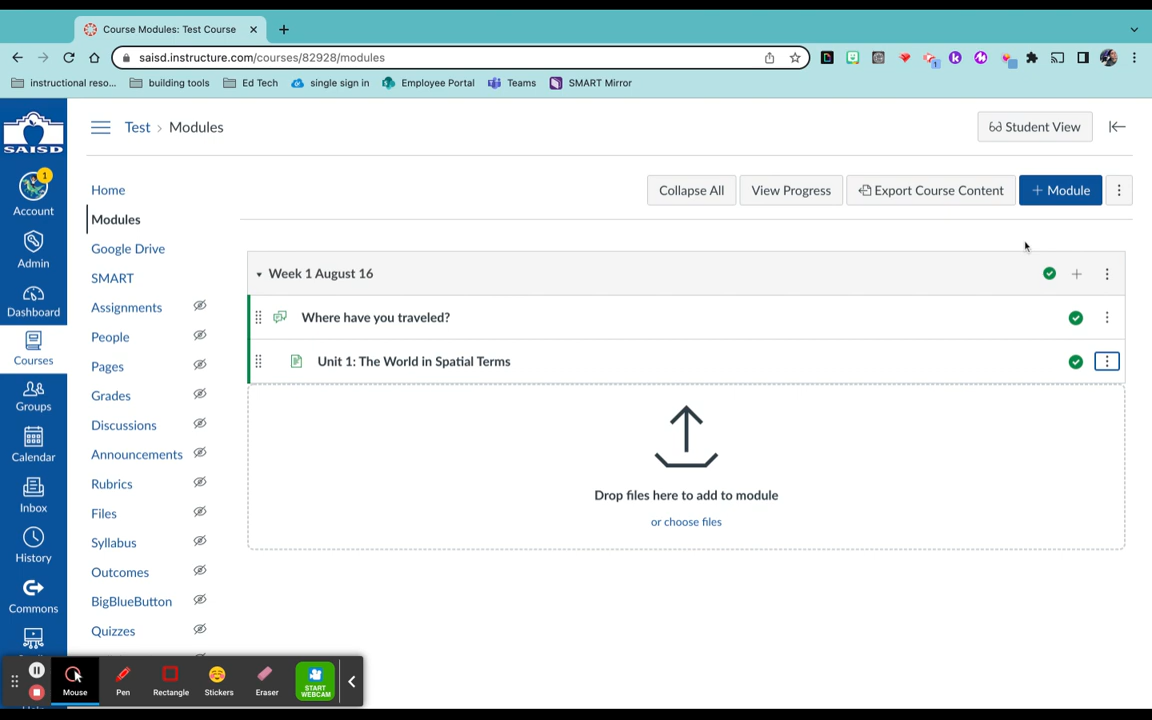 Course Modules: Test Course
saisd.instructure.com/courses/82928/modules
instructional reso...
building tools
Ed Tech
single sign in
Employee Portal
Teams
SMART Mirror
SAISD
1
Account
Admin
Dashboard
Courses
Groups
Calendar
Inbox
History
Commons
Test › Modules
Student View
Home
Modules
Google Drive
SMART
Assignments
People
Pages
Grades
Discussions
Announcements
Rubrics
Files
Syllabus
Outcomes
BigBlueButton
Quizzes
Collapse All
View Progress
Export Course Content
+ Module
Week 1 August 16
Where have you traveled?
Unit 1: The World in Spatial Terms
Drop files here to add to module
or choose files
Mouse
Pen
Rectangle
Stickers
Eraser
START
WEBCAM